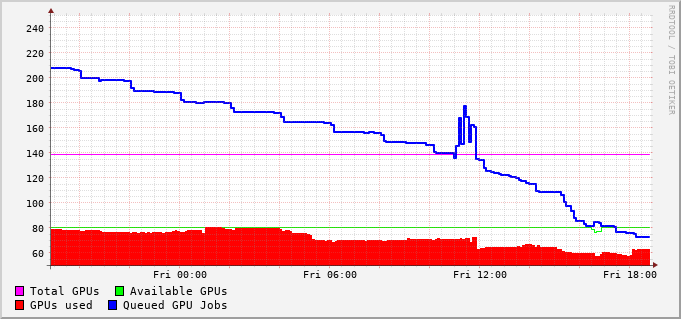 240
220
200
180
160
140
120
100
80
60
Fri 00:00 Fri 06:00 Fri 12:00 Fri 18:00
Total GPUs Available GPUs
GPUs used Queued GPU Jobs
RRDTOOL / TOBI OETIKER